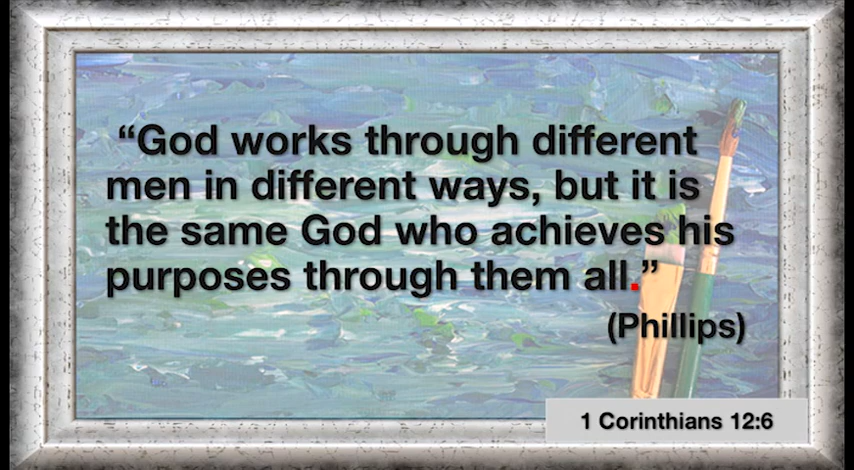 “God works through different
men in different ways, but it is
the same God who achieves his
purposes through them all.”
(Phillips)
1 Corinthians 12:6